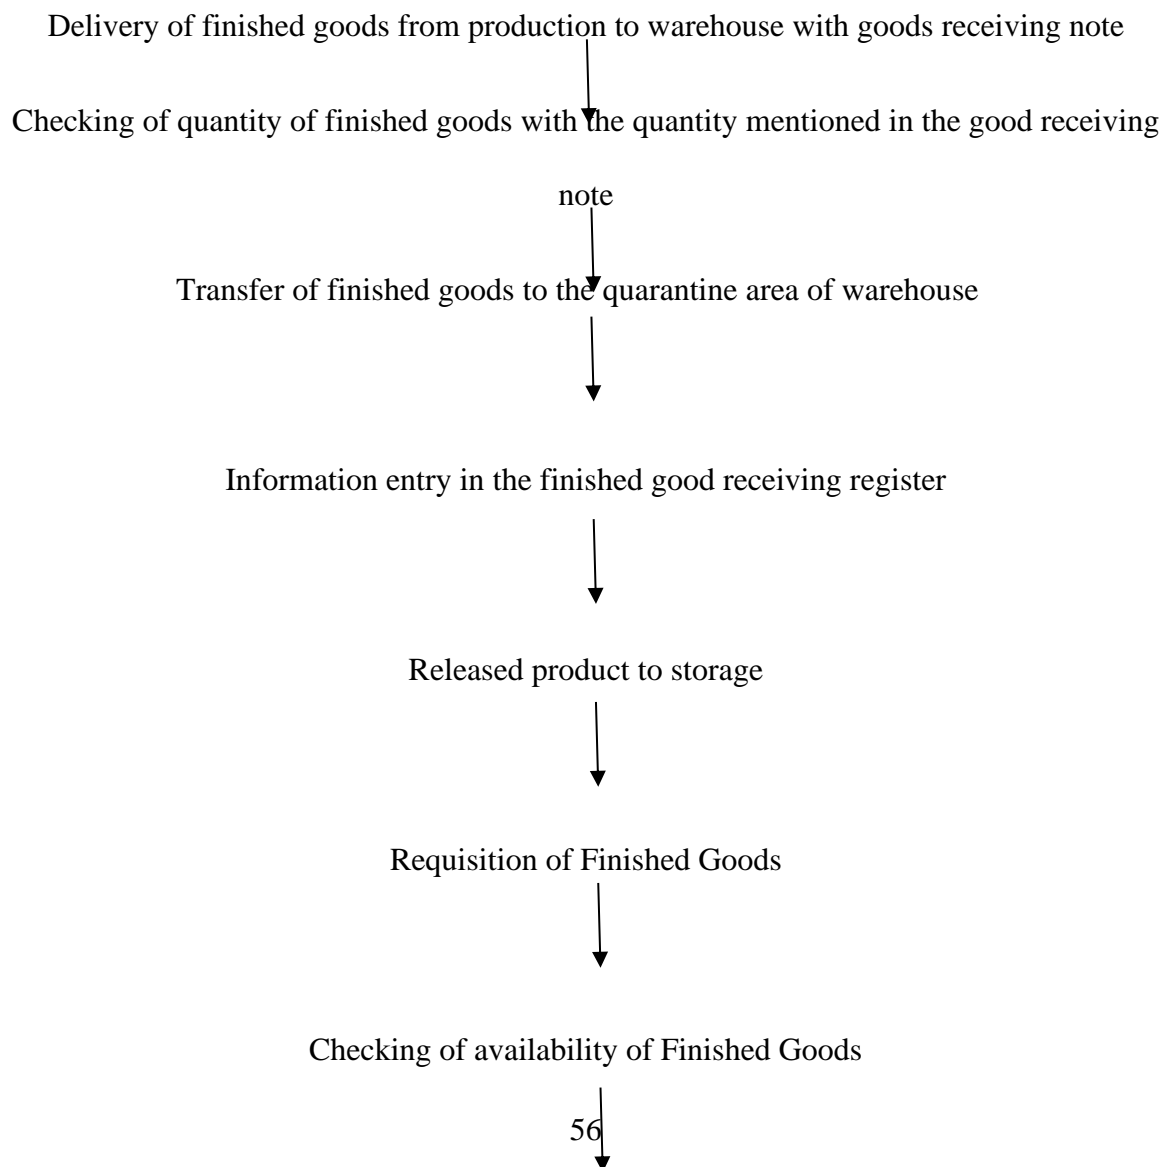 Delivery of finished goods from production to warehouse with goods receiving note
Checking of quantity of finished goods with the quantity mentioned in the good receiving
note
Transfer of finished goods to the quarantine area of warehouse
Information entry in the finished good receiving register
Released product to storage
Requisition of Finished Goods
Checking of availability of Finished Goods
56